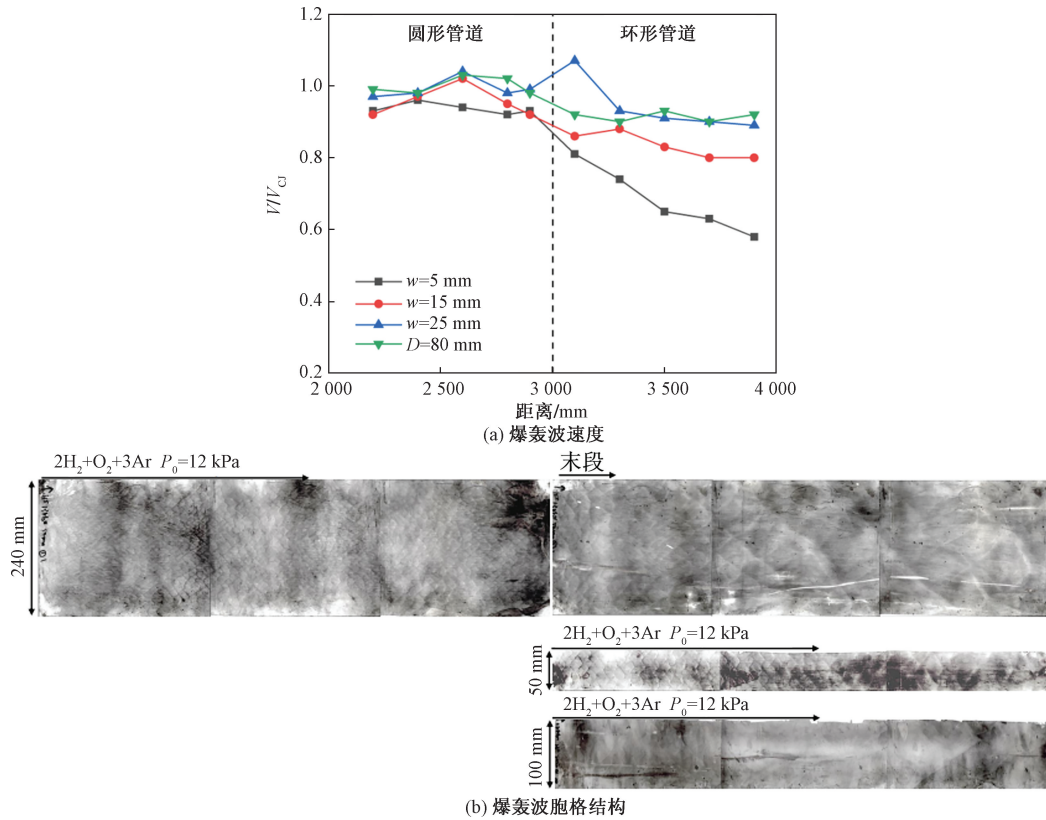 圆形管道
环形管道
1.2
1.0
0.8
0.6
0.4
0.2
V/V_CJ
w=5 mm
w=15 mm
w=25 mm
D=80 mm
2 000
2 500
3 000
3 500
4 000
距离/mm
(a) 爆轰波速度
2H₂+O₂+3Ar P₀=12 kPa
末段
240 mm
2H₂+O₂+3Ar P₀=12 kPa
50 mm
2H₂+O₂+3Ar P₀=12 kPa
100 mm
(b) 爆轰波胞格结构